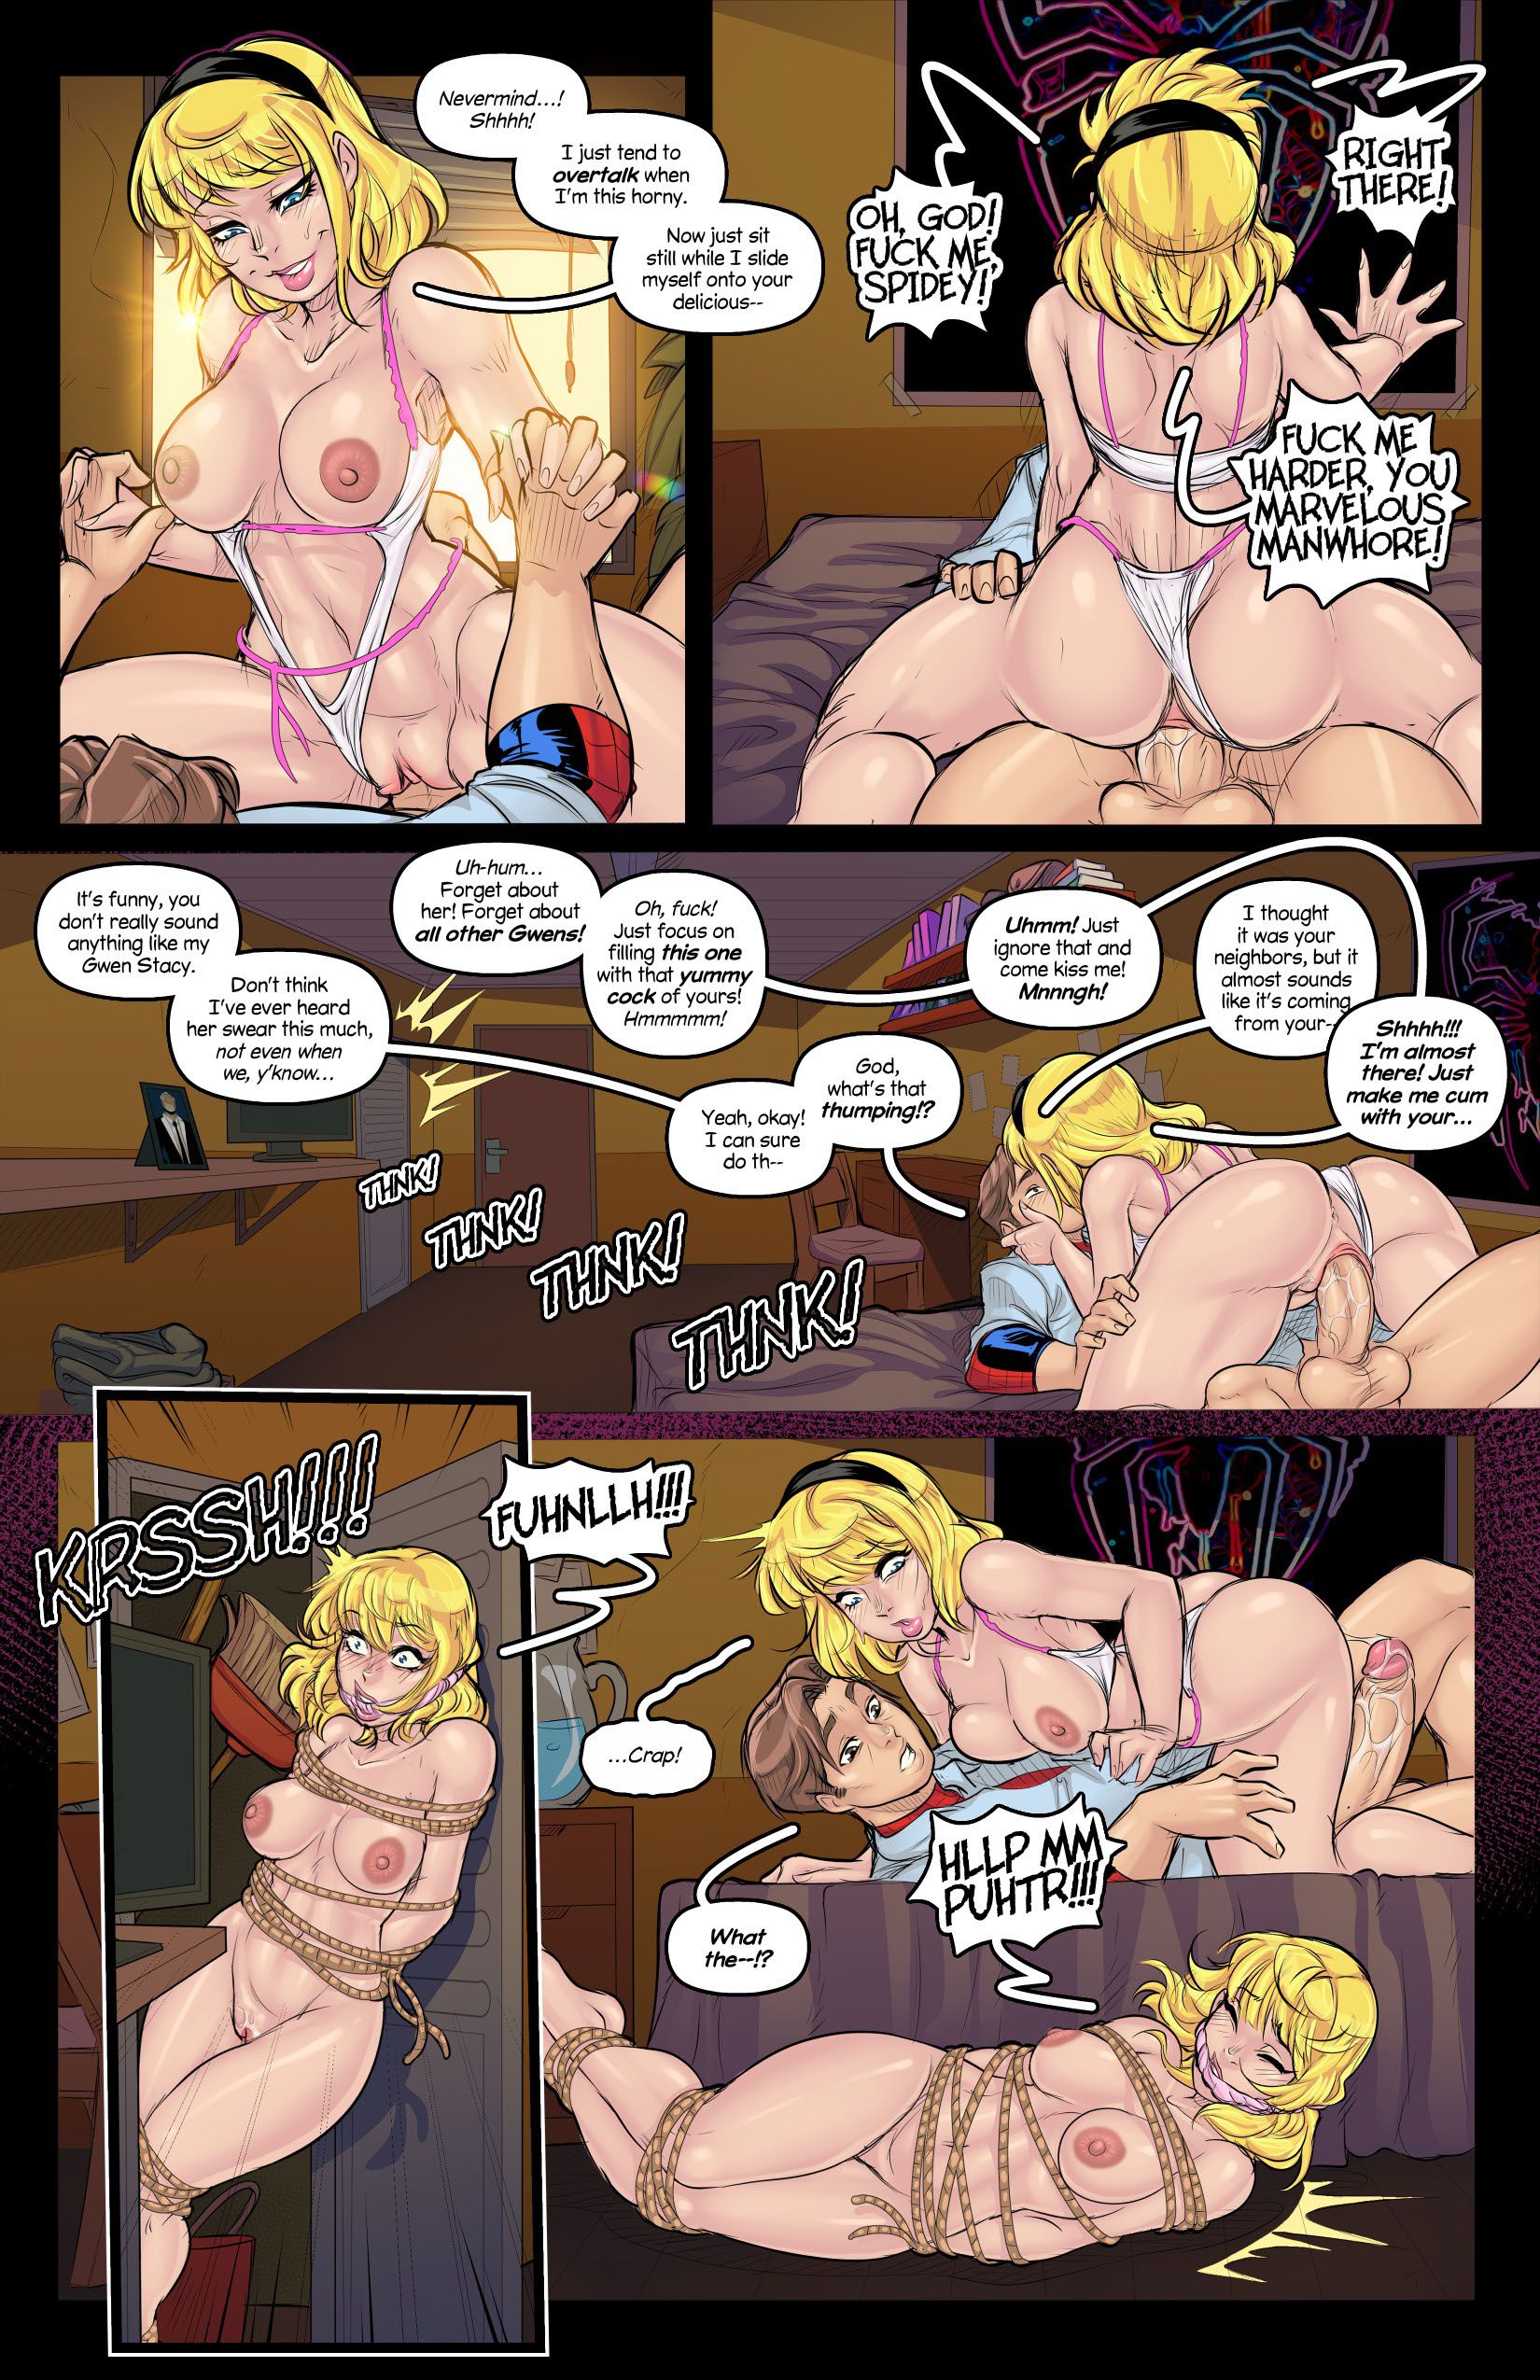 Nevermind...!
Shhhh!
I just tend to
overtalk when
I'm this horny.
Now just sit
still while I slide
myself onto your
delicious--
OH, GOD!
FUCK ME,
SPIDEY!
RIGHT
THERE!
FUCK ME
HARDER, YOU
MARVELOUS
MANWHORE!
It's funny, you
don't really sound
anything like my
Gwen Stacy.
Don't think
I've ever heard
her swear this much,
not even when
we, y'know...
Uh-hum...
Forget about
her! Forget about
all other Gwens!
Oh, fuck!
Just focus on
filling this one
with that yummy
cock of yours!
Hmmmmm!
Yeah, okay!
I can sure
do th--
God,
what's that
thumping!?
Uhmm! Just
ignore that and
come kiss me!
Mnnngh!
I thought
it was your
neighbors, but it
almost sounds
like it's coming
from your--
Shhhh!!!
I'm almost
there! Just
make me cum
with your...
THNK!
THNK!
THNK!
THNK!
KRSSH!!!
FUHNLLH!!!
...Crap!
What
the--!?
HLLP MM
PUHTR!!!